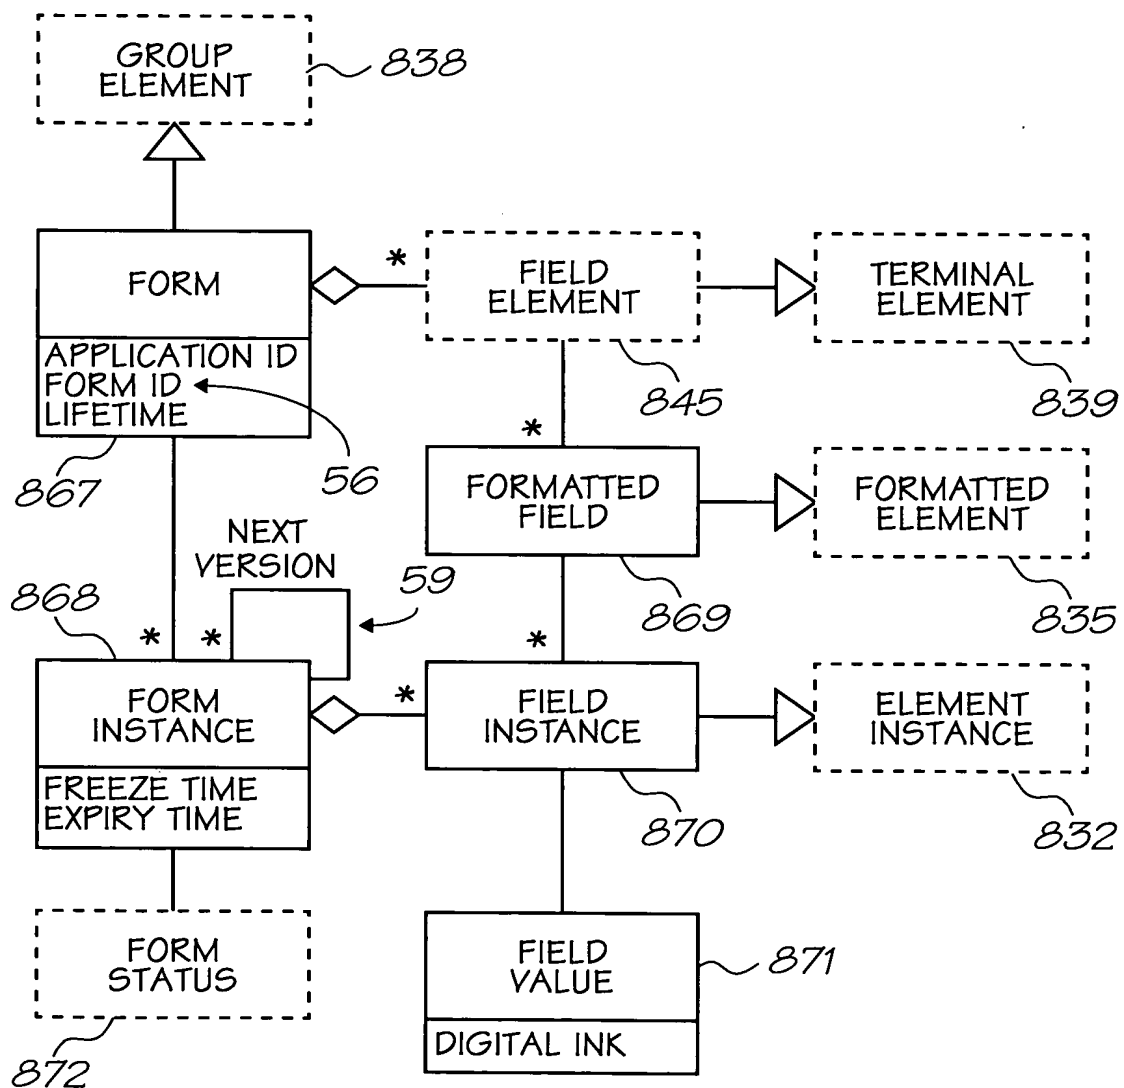 GROUP
ELEMENT
838
FORM
*
FIELD
ELEMENT
TERMINAL
ELEMENT
APPLICATION ID
FORM ID
LIFETIME
867
56
845
839
*
FORMATTED
FIELD
FORMATTED
ELEMENT
869
835
NEXT
VERSION
59
868
*
*
*
FORM
INSTANCE
*
FIELD
INSTANCE
ELEMENT
INSTANCE
FREEZE TIME
EXPIRY TIME
870
832
FORM
STATUS
872
FIELD
VALUE
871
DIGITAL INK